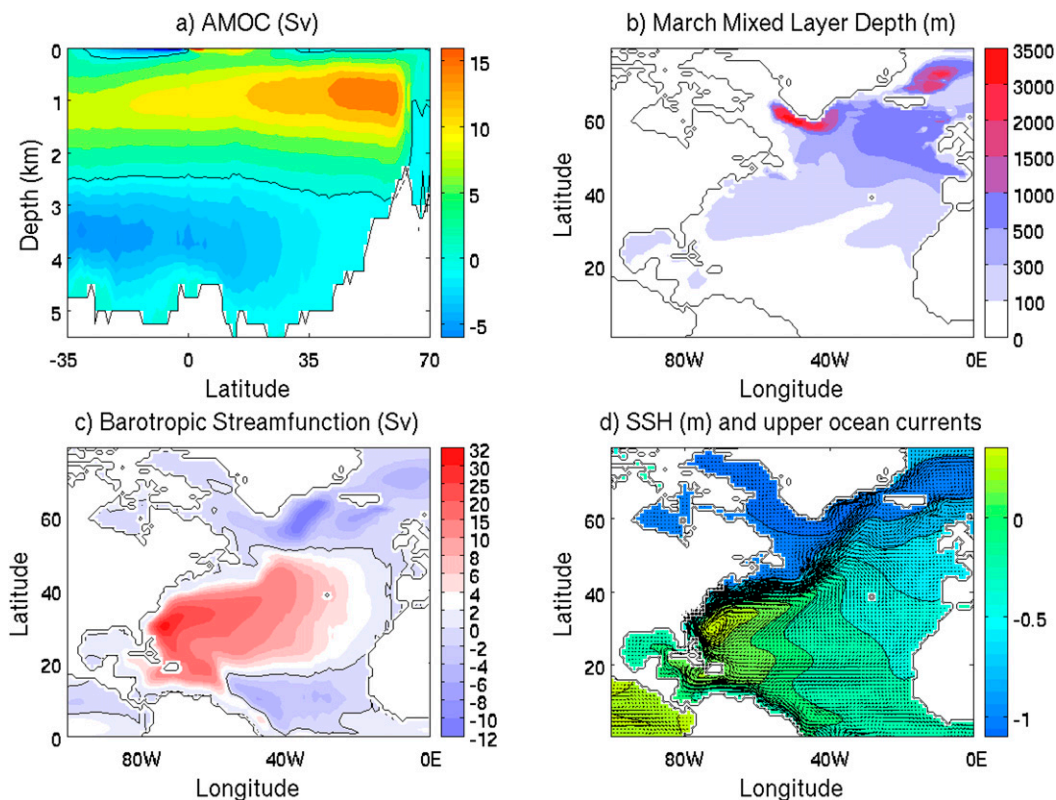 a) AMOC (Sv)
0
1
2
3
4
5
Depth (km)
-35
0
35
70
Latitude
15
10
5
0
-5
b) March Mixed Layer Depth (m)
60
40
20
Latitude
80W
40W
0E
Longitude
3500
3000
2000
1500
1000
500
300
100
0
c) Barotropic Streamfunction (Sv)
60
40
20
0
Latitude
80W
40W
0E
Longitude
32
30
25
20
15
10
8
6
4
2
0
-2
-4
-6
-8
-10
-12
d) SSH (m) and upper ocean currents
60
40
20
0
Latitude
80W
40W
0E
Longitude
0
-0.5
-1